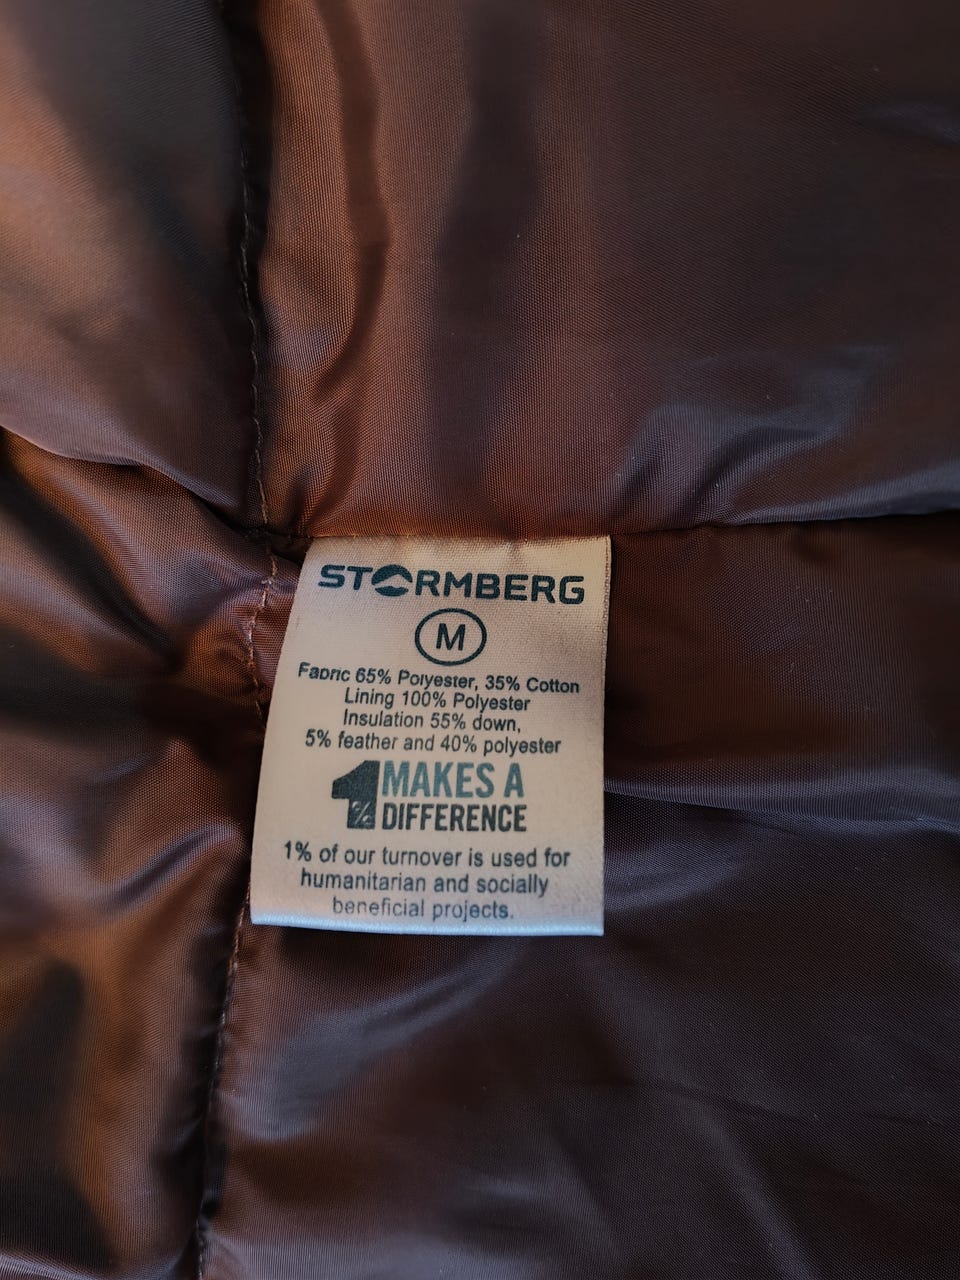 STORMBERG
M
Fabric 65% Polyester, 35% Cotton
Lining 100% Polyester
Insulation 55% down,
5% feather and 40% polyester
1% MAKES A
DIFFERENCE
1% of our turnover is used for
humanitarian and socially
beneficial projects.